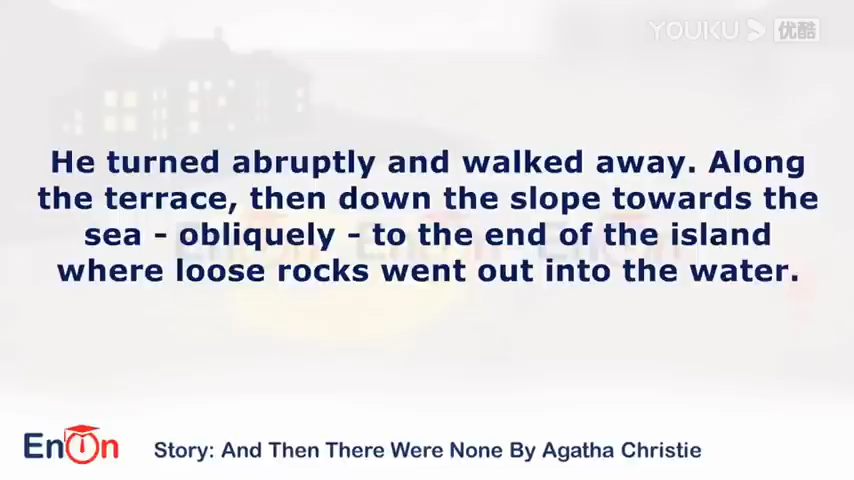 YOUKU 优酷
He turned abruptly and walked away. Along
the terrace, then down the slope towards the
sea - obliquely - to the end of the island
where loose rocks went out into the water.
EnOn
Story: And Then There Were None By Agatha Christie